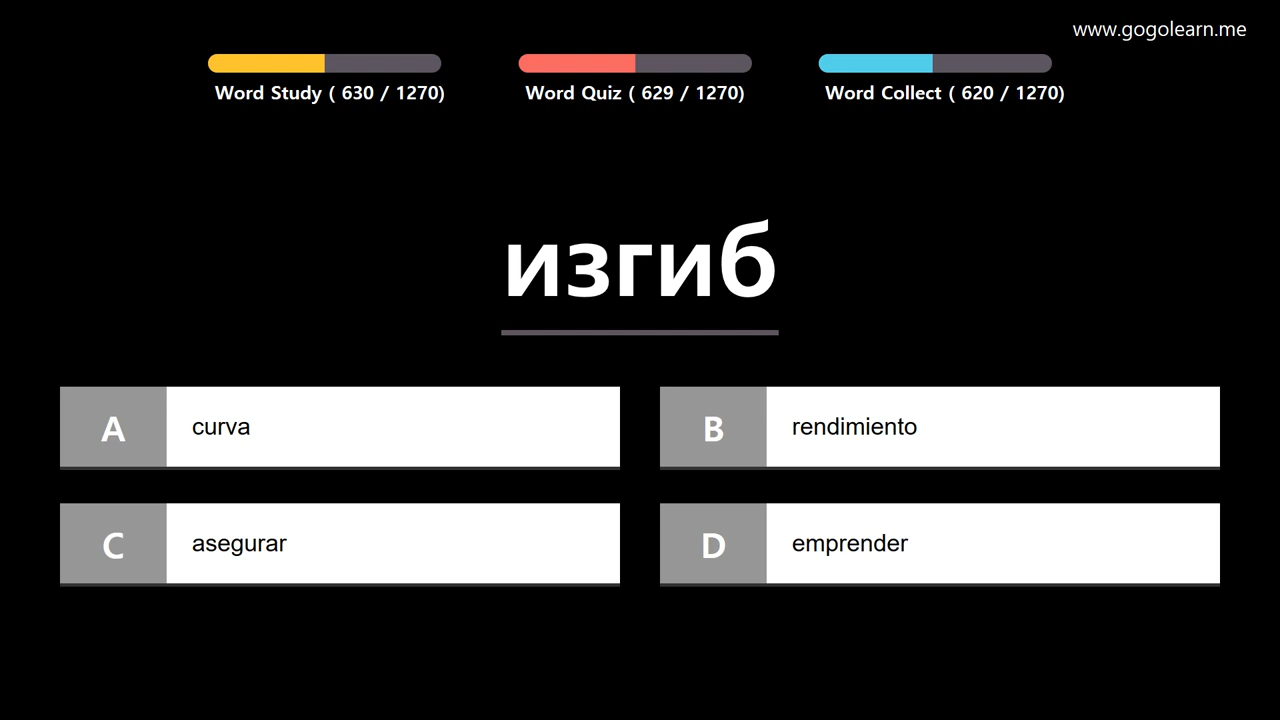 www.gogolearn.me
Word Study ( 630 / 1270)
Word Quiz ( 629 / 1270)
Word Collect ( 620 / 1270)
изгиб
A curva
B rendimiento
C asegurar
D emprender